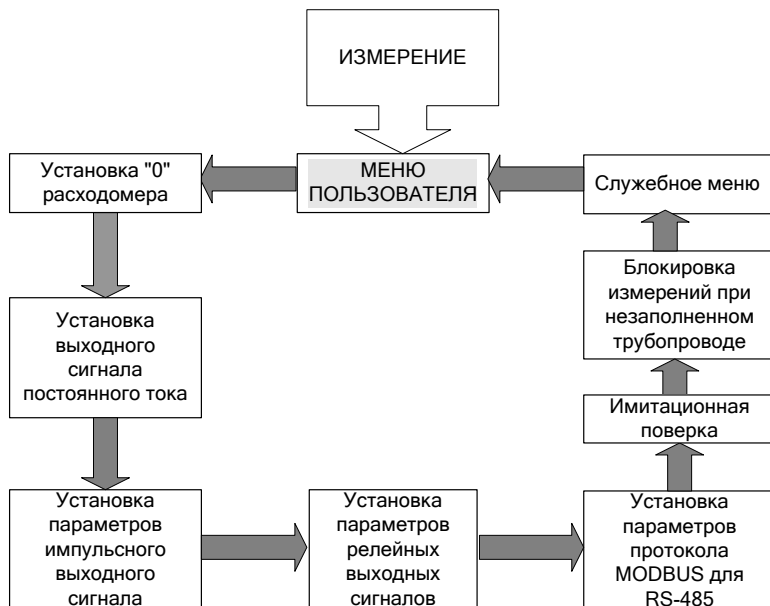 ИЗМЕРЕНИЕ
МЕНЮ
ПОЛЬЗОВАТЕЛЯ
Установка "0"
расходомера
Установка
выходного
сигнала
постоянного тока
Установка
параметров
импульсного
выходного
сигнала
Установка
параметров
релейных
выходных
сигналов
Установка
параметров
протокола
MODBUS для
RS-485
Имитационная
поверка
Блокировка
измерений при
незаполненном
трубопроводе
Служебное меню